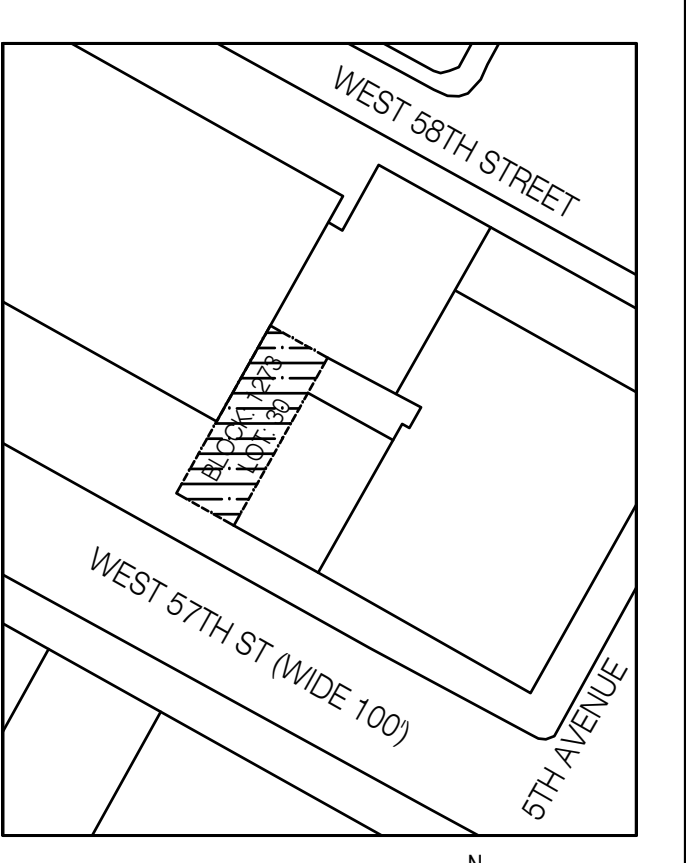 WEST 58TH STREET
BLOCK: 1273
LOT: 30
WEST 57TH ST (WIDE 100')
5TH AVENUE
N